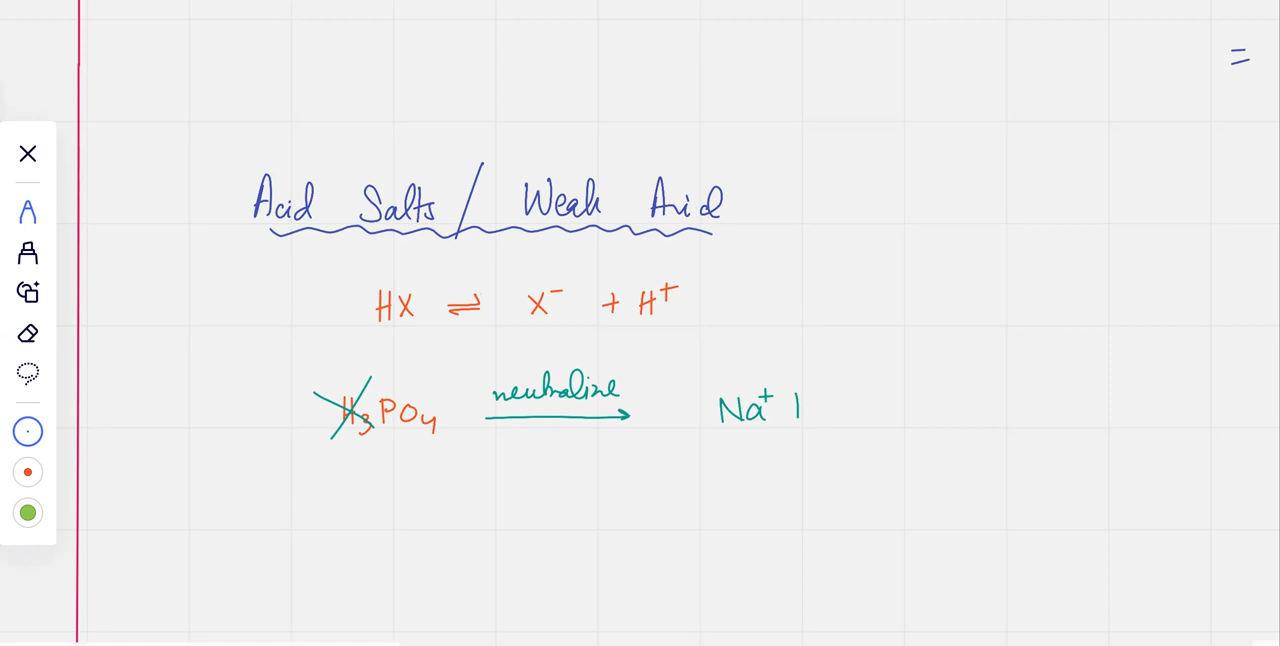 =
Acid Salts / Weak Acid
HX ⇌ X⁻ + H⁺
neutralize
H₃PO₄ → Na⁺ |